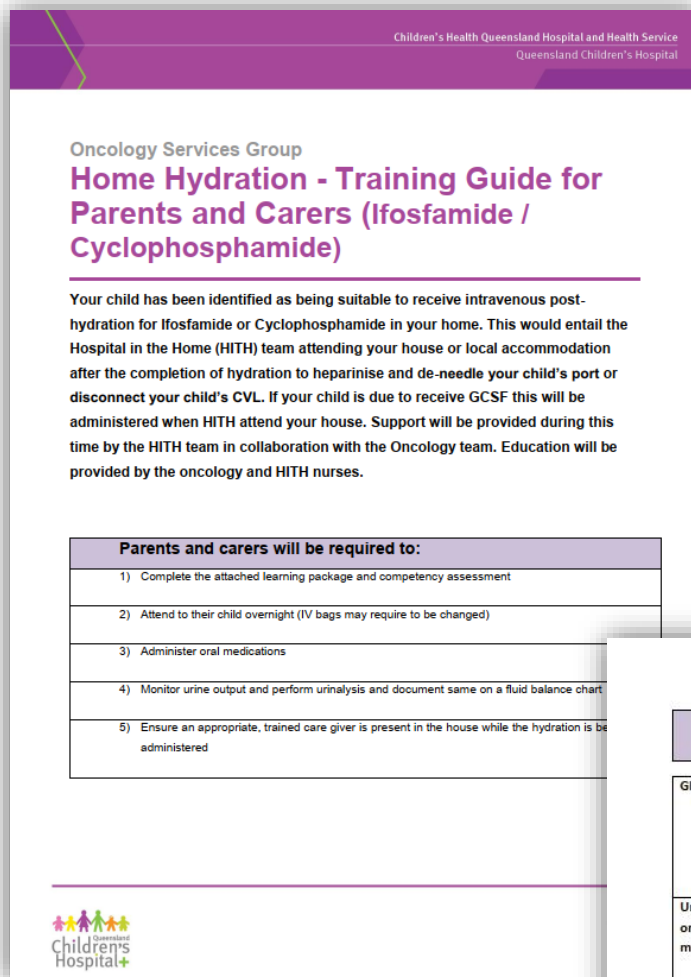 Children's Health Queensland Hospital and Health Service
Queensland Children's Hospital
Oncology Services Group
Home Hydration - Training Guide for
Parents and Carers (Ifosfamide /
Cyclophosphamide)
Your child has been identified as being suitable to receive intravenous post-
hydration for Ifosfamide or Cyclophosphamide in your home. This would entail the
Hospital in the Home (HITH) team attending your house or local accommodation
after the completion of hydration to heparinise and de-needle your child's port or
disconnect your child's CVL. If your child is due to receive GCSF this will be
administered when HITH attend your house. Support will be provided during this
time by the HITH team in collaboration with the Oncology team. Education will be
provided by the oncology and HITH nurses.
Parents and carers will be required to:
1) Complete the attached learning package and competency assessment
2) Attend to their child overnight (IV bags may require to be changed)
3) Administer oral medications
4) Monitor urine output and perform urinalysis and document same on a fluid balance chart
5) Ensure an appropriate, trained care giver is present in the house while the hydration is
administered
Queensland
Children's
Hospital